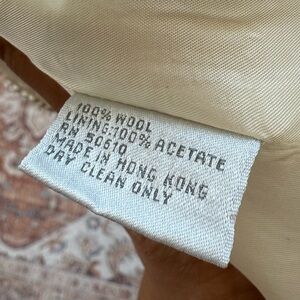 100% WOOL
LINING:100% ACETATE
RN 50610
MADE IN HONG KONG
DRY CLEAN ONLY